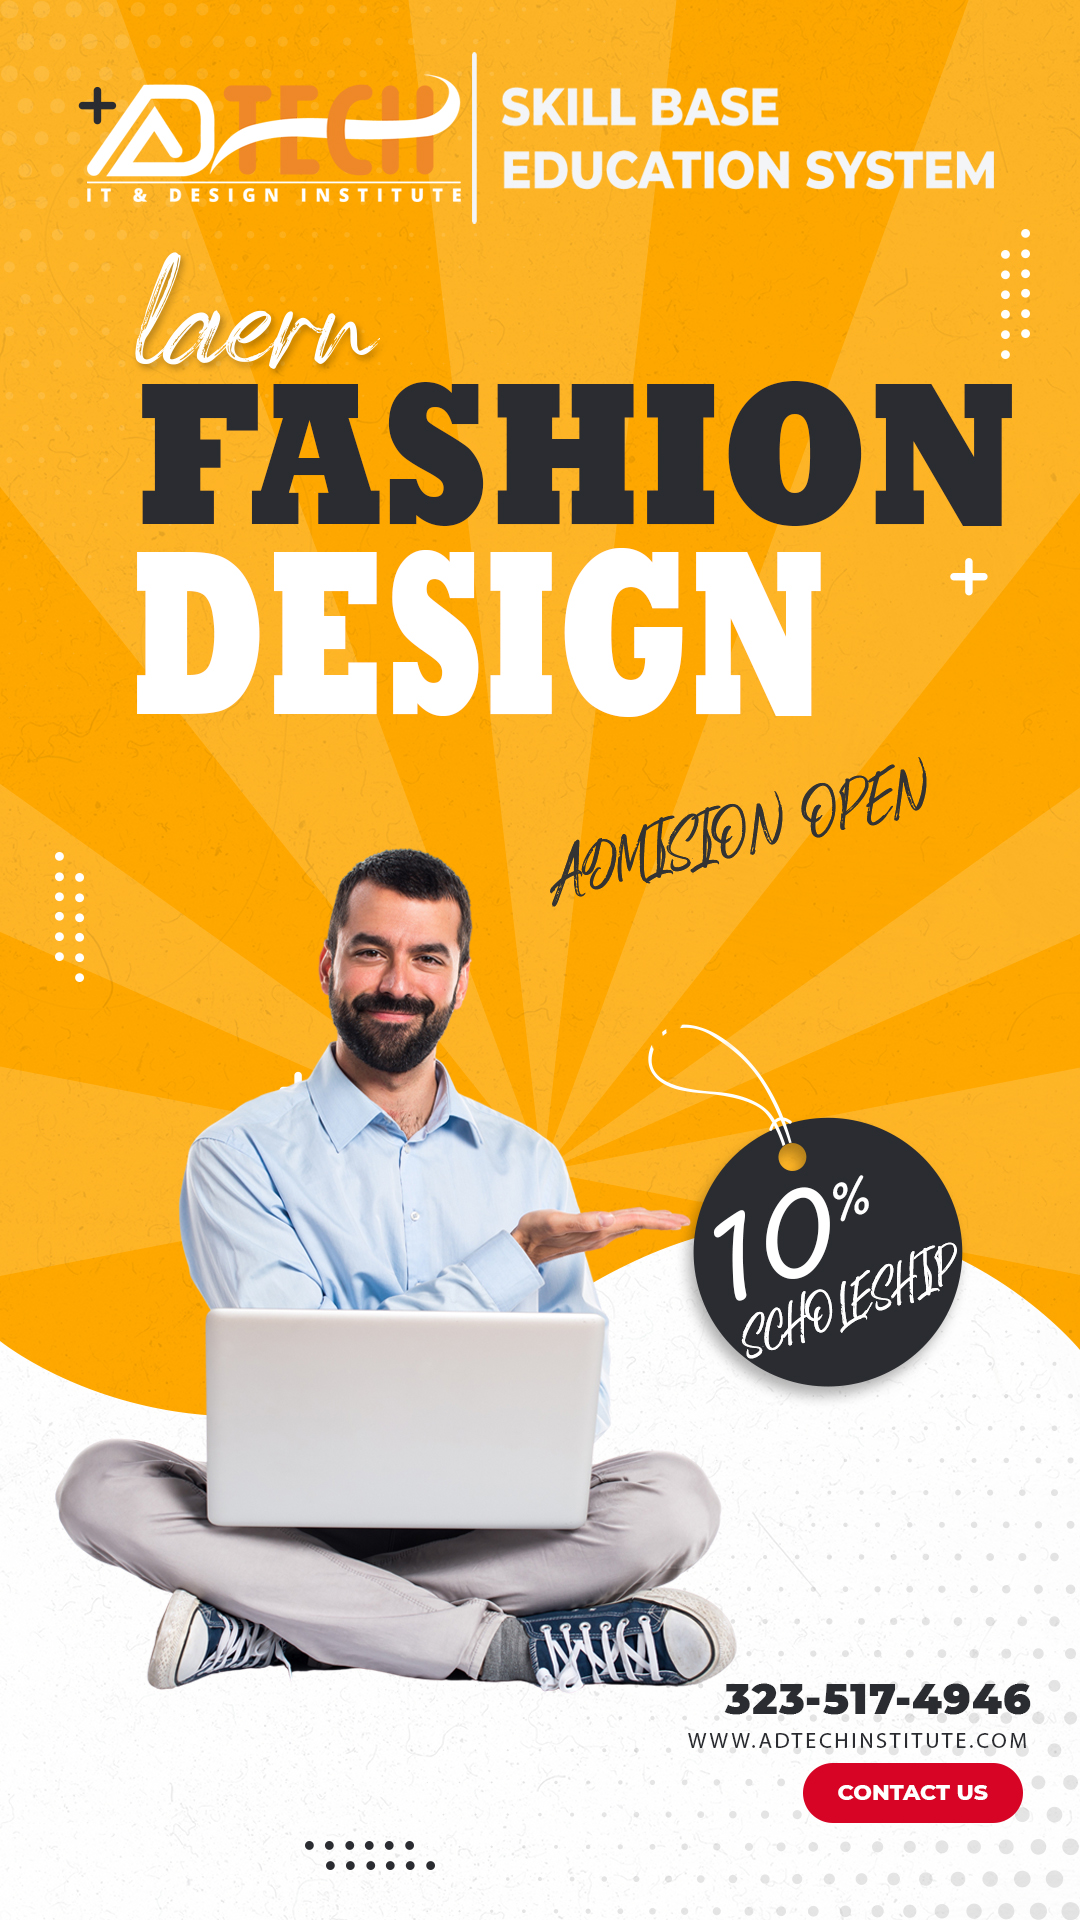 ADTECH
IT & DESIGN INSTITUTE
SKILL BASE
EDUCATION SYSTEM
laern
FASHION
DESIGN
ADMISION OPEN
10%
SCHOLESHIP
323-517-4946
WWW.ADTECHINSTITUTE.COM
CONTACT US